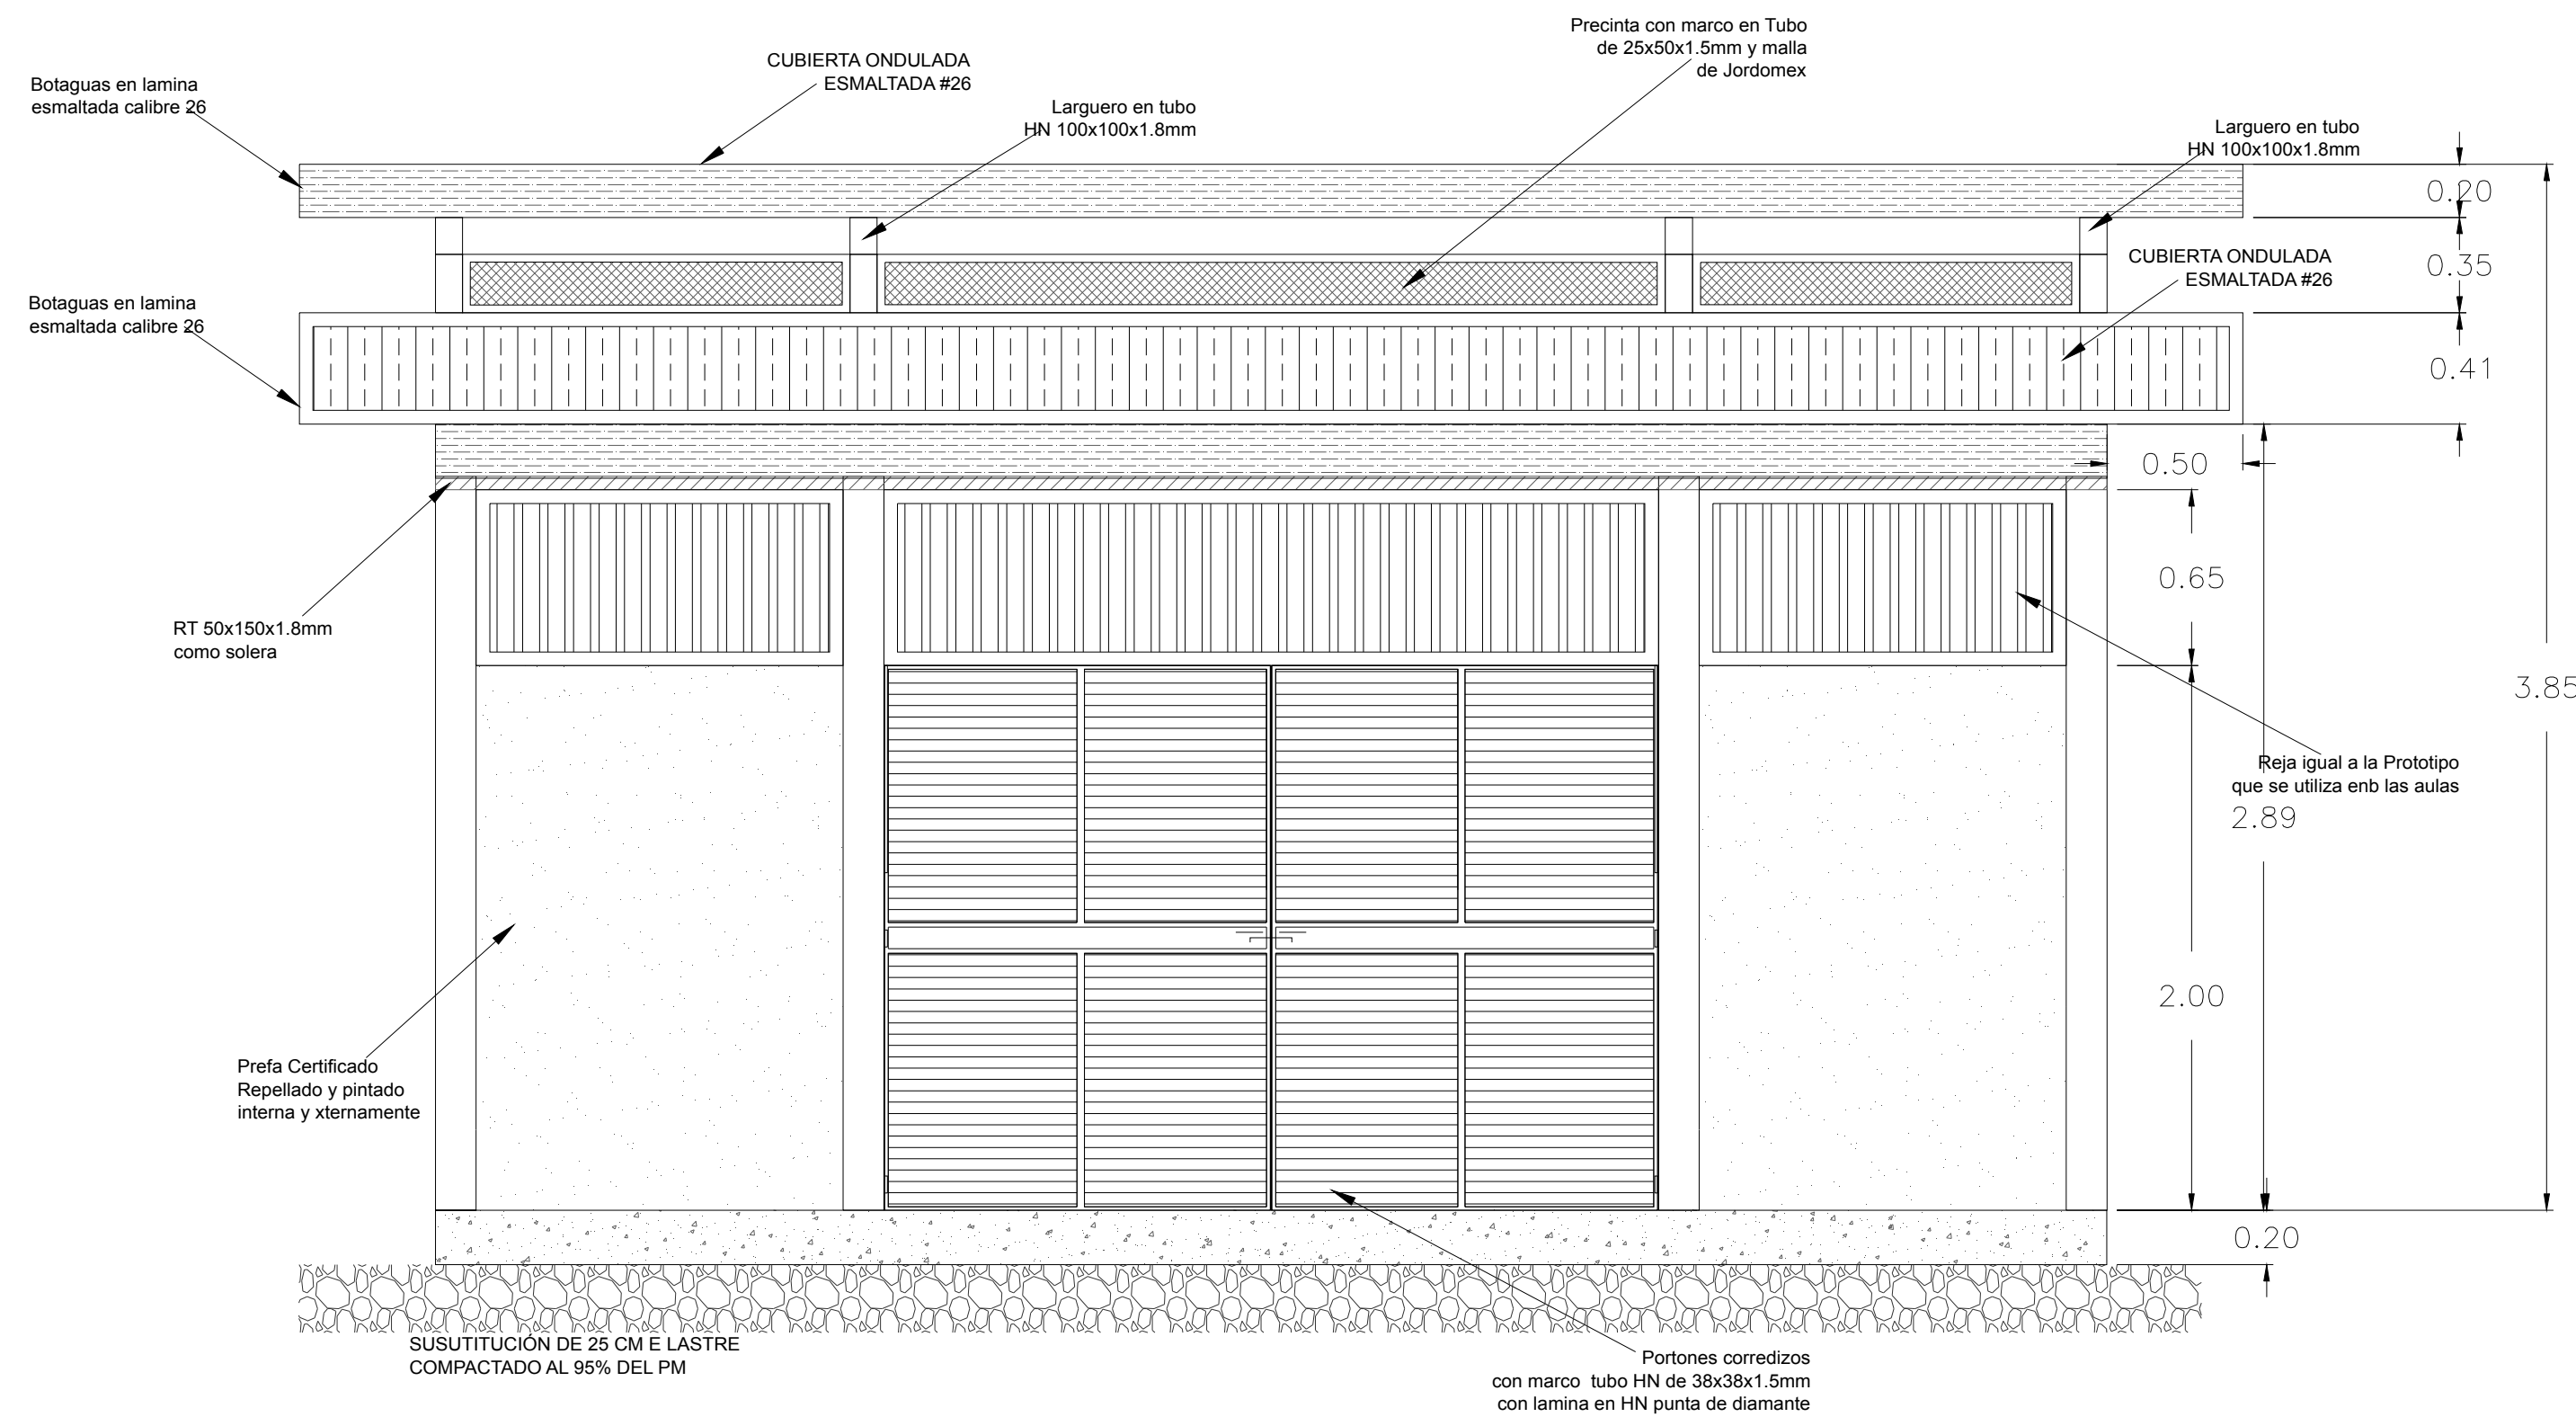 Precinta con marco en Tubo
de 25x50x1.5mm y malla
de Jordomex
CUBIERTA ONDULADA
ESMALTADA #26
Botaguas en lamina
esmaltada calibre 26
Larguero en tubo
HN 100x100x1.8mm
Larguero en tubo
HN 100x100x1.8mm
0.20
CUBIERTA ONDULADA
ESMALTADA #26
0.35
Botaguas en lamina
esmaltada calibre 26
0.41
0.50
0.65
RT 50x150x1.8mm
como solera
3.85
Reja igual a la Prototipo
que se utiliza enb las aulas
2.89
2.00
Prefa Certificado
Repellado y pintado
interna y xternamente
0.20
SUSUTITUCIÓN DE 25 CM E LASTRE
COMPACTADO AL 95% DEL PM
Portones corredizos
con marco tubo HN de 38x38x1.5mm
con lamina en HN punta de diamante